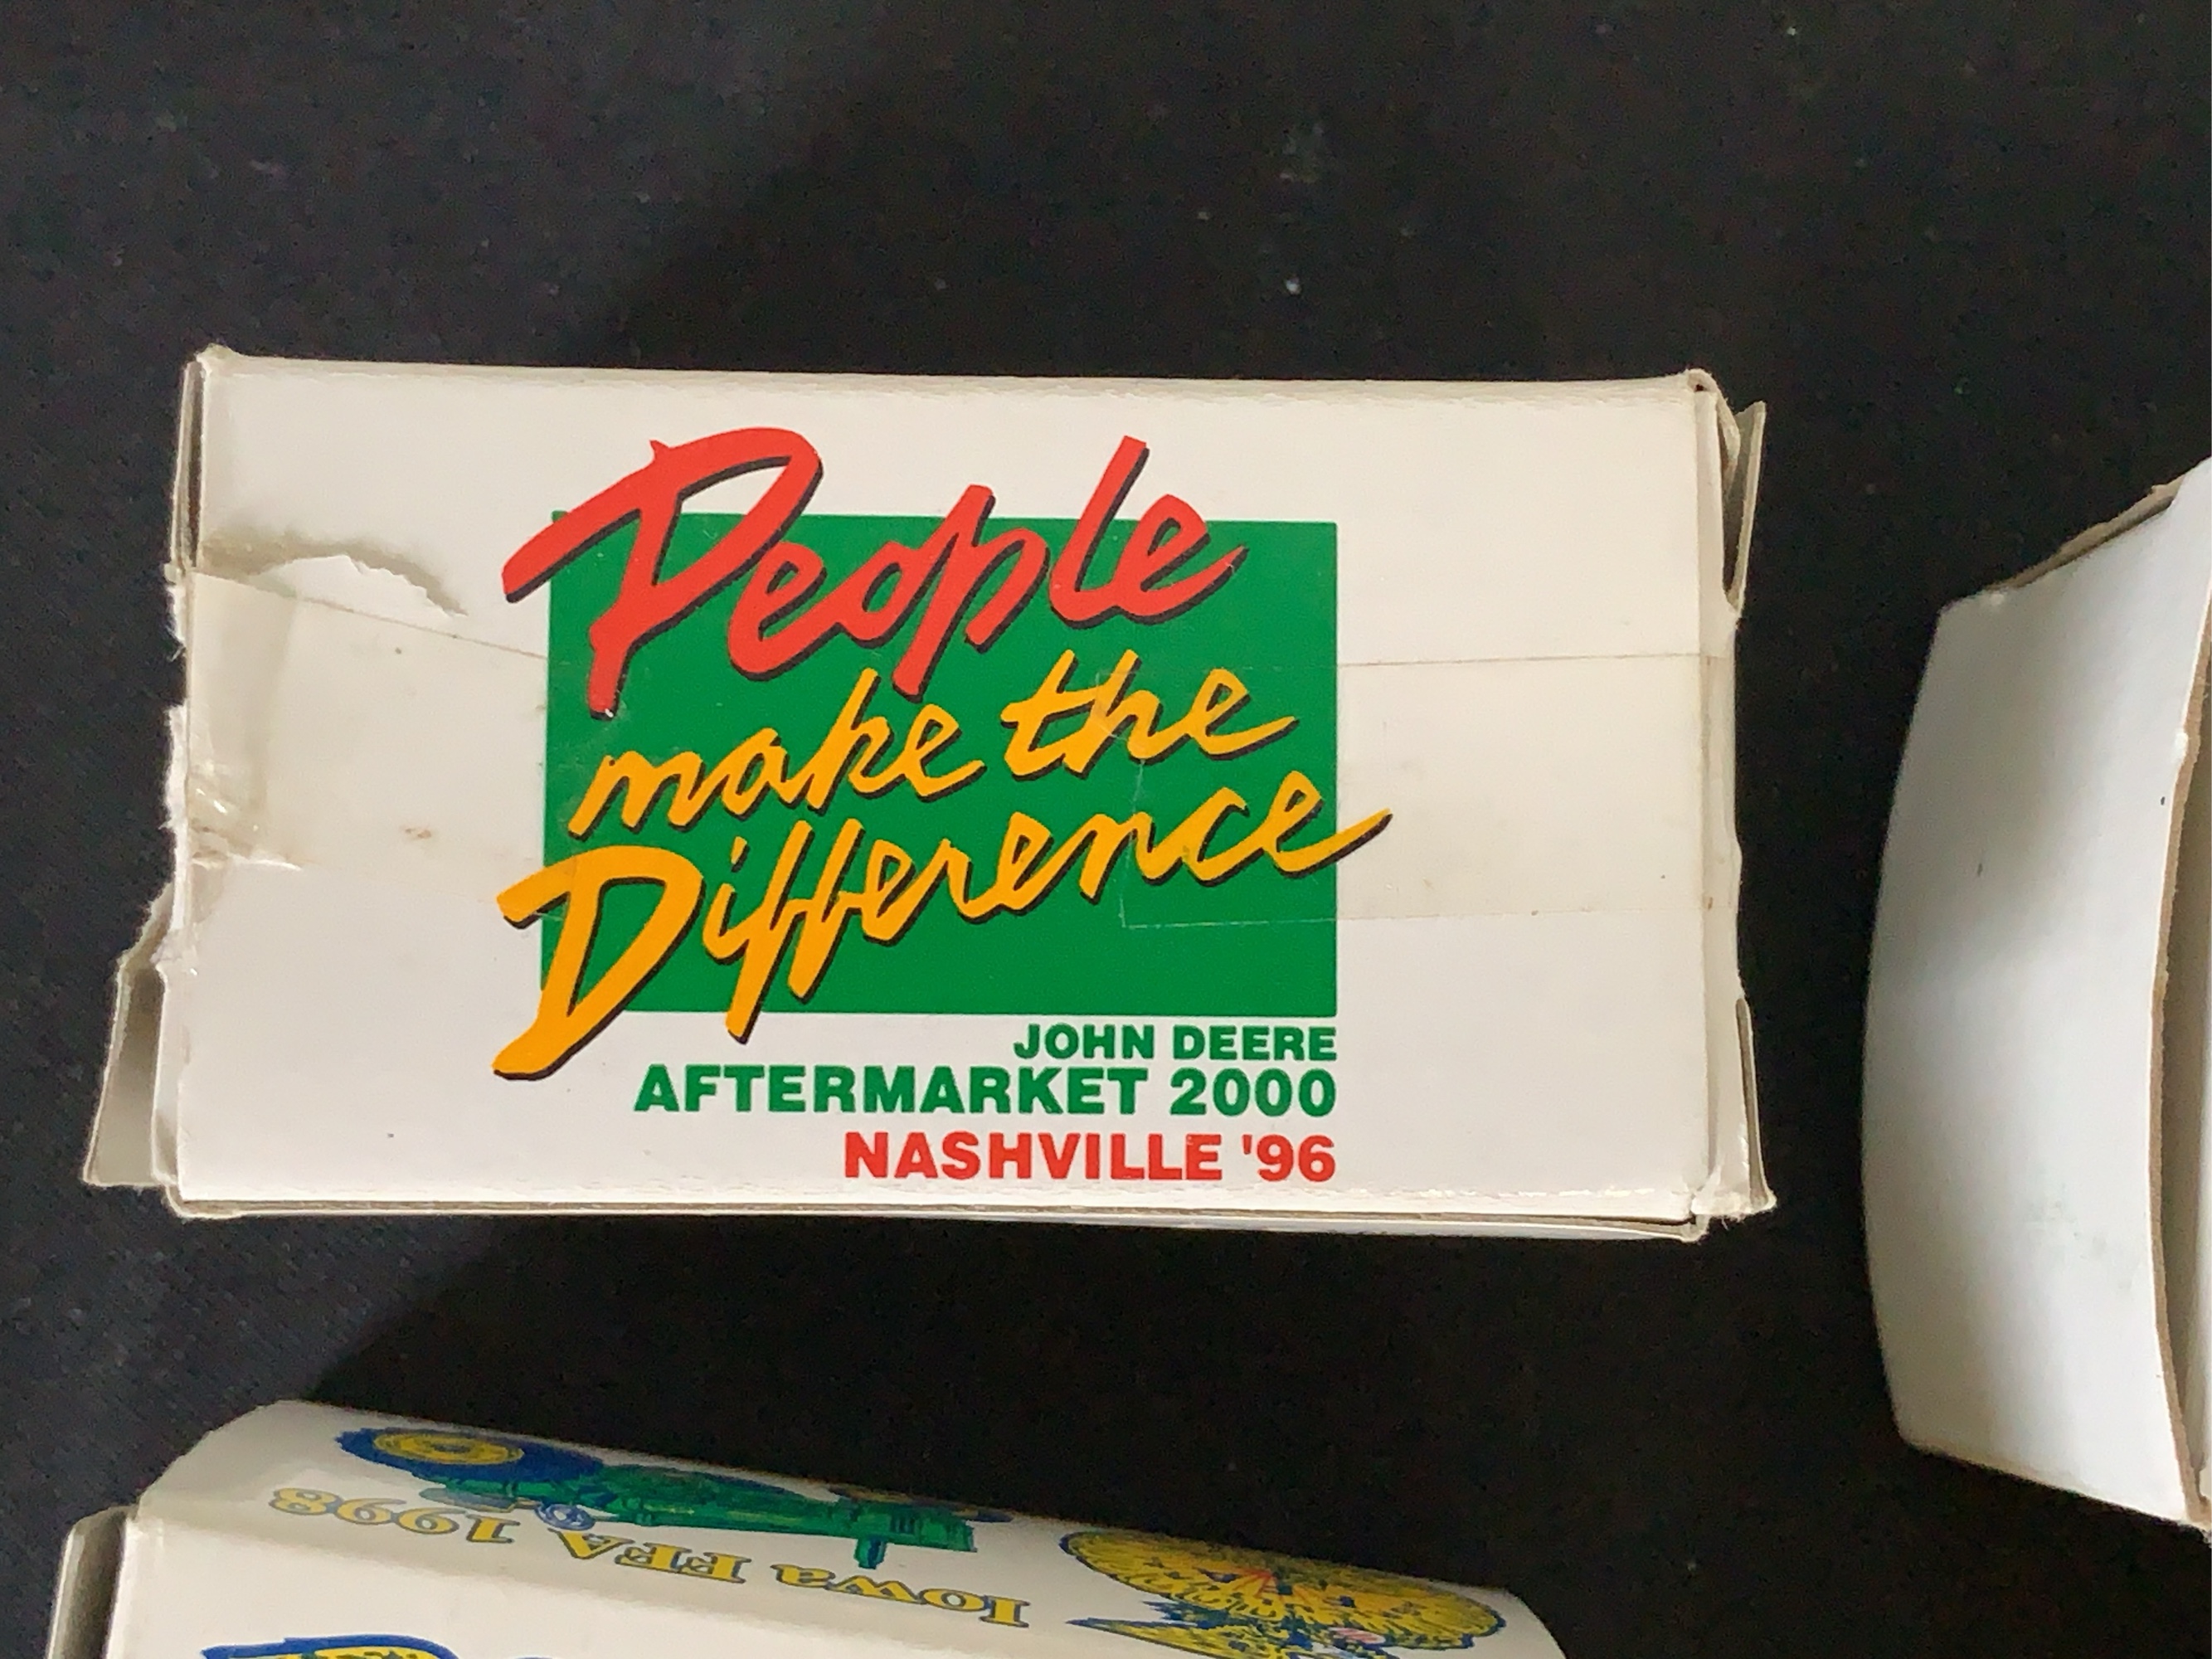 People
make the
Difference
JOHN DEERE
AFTERMARKET 2000
NASHVILLE '96
Iowa FFA 1998